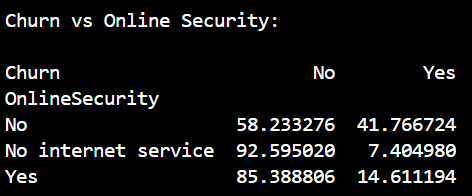 Churn vs Online Security:
Churn No Yes
OnlineSecurity
No 58.233276 41.766724
No internet service 92.595020 7.404980
Yes 85.388806 14.611194